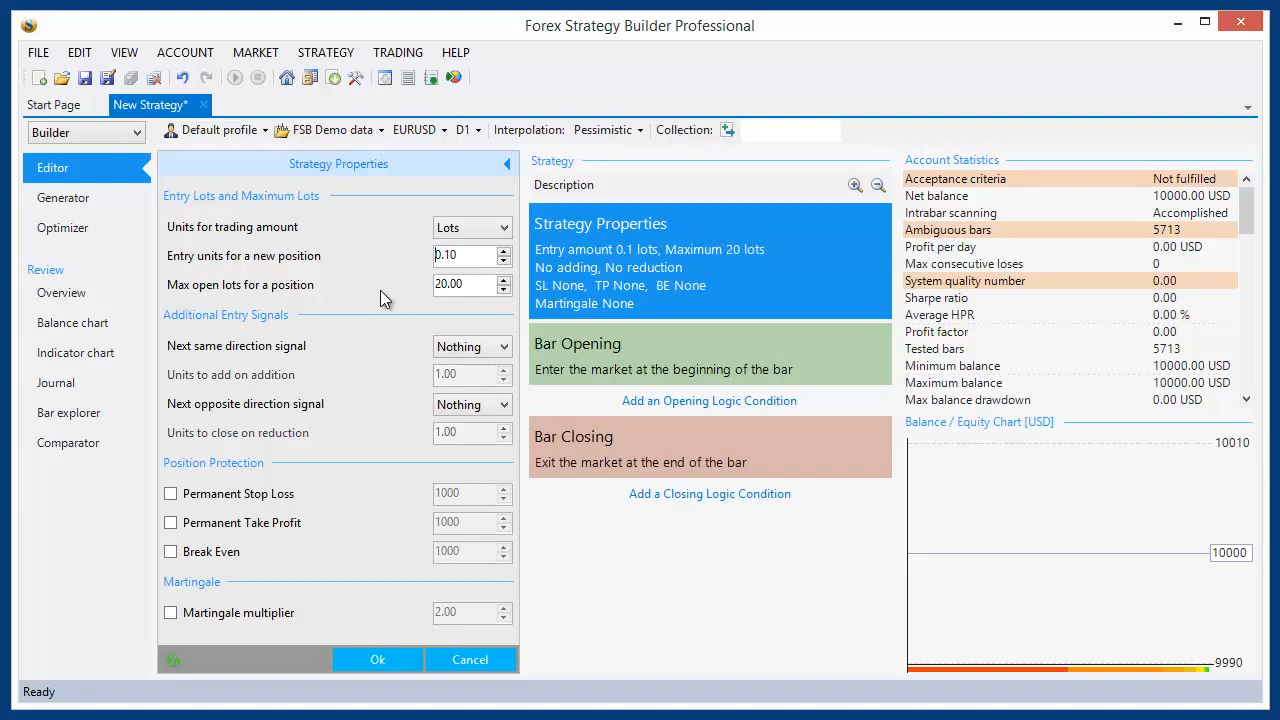 Forex Strategy Builder Professional
FILE EDIT VIEW ACCOUNT MARKET STRATEGY TRADING HELP
Start Page New Strategy*
Builder Default profile FSB Demo data EURUSD D1 Interpolation: Pessimistic Collection:
Editor
Generator
Optimizer
Review
Overview
Balance chart
Indicator chart
Journal
Bar explorer
Comparator
Strategy Properties
Entry Lots and Maximum Lots
Units for trading amount Lots
Entry units for a new position 0.10
Max open lots for a position 20.00
Additional Entry Signals
Next same direction signal Nothing
Units to add on addition 1.00
Next opposite direction signal Nothing
Units to close on reduction 1.00
Position Protection
Permanent Stop Loss 1000
Permanent Take Profit 1000
Break Even 1000
Martingale
Martingale multiplier 2.00
Ok Cancel
Strategy
Description
Strategy Properties
Entry amount 0.1 lots, Maximum 20 lots
No adding, No reduction
SL None, TP None, BE None
Martingale None
Bar Opening
Enter the market at the beginning of the bar
Add an Opening Logic Condition
Bar Closing
Exit the market at the end of the bar
Add a Closing Logic Condition
Account Statistics
Acceptance criteria Not fulfilled
Net balance 10000.00 USD
Intrabar scanning Accomplished
Ambiguous bars 5713
Profit per day 0.00 USD
Max consecutive loses 0
System quality number 0.00
Sharpe ratio 0.00
Average HPR 0.00 %
Profit factor 0.00
Tested bars 5713
Minimum balance 10000.00 USD
Maximum balance 10000.00 USD
Max balance drawdown 0.00 USD
Balance / Equity Chart [USD]
10010
10000
9990
Ready